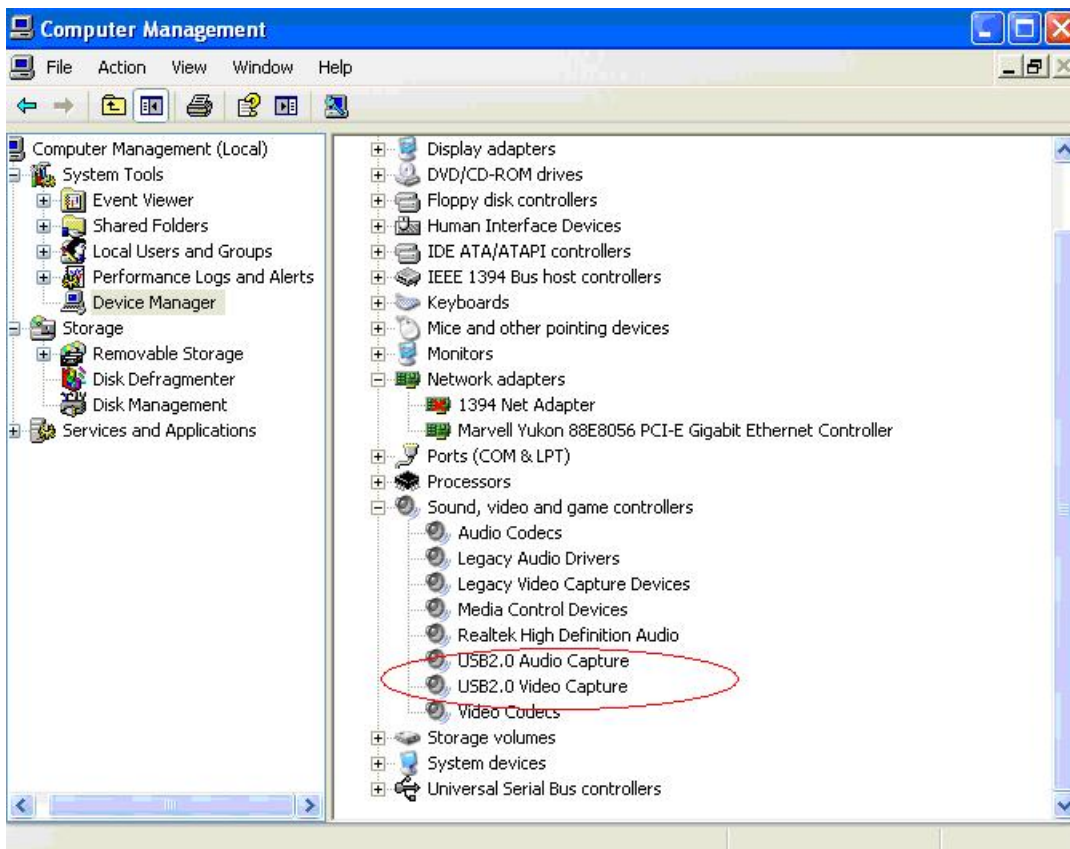 Computer Management
File Action View Window Help
Computer Management (Local)
System Tools
Event Viewer
Shared Folders
Local Users and Groups
Performance Logs and Alerts
Device Manager
Storage
Removable Storage
Disk Defragmenter
Disk Management
Services and Applications
Display adapters
DVD/CD-ROM drives
Floppy disk controllers
Human Interface Devices
IDE ATA/ATAPI controllers
IEEE 1394 Bus host controllers
Keyboards
Mice and other pointing devices
Monitors
Network adapters
1394 Net Adapter
Marvell Yukon 88E8056 PCI-E Gigabit Ethernet Controller
Ports (COM & LPT)
Processors
Sound, video and game controllers
Audio Codecs
Legacy Audio Drivers
Legacy Video Capture Devices
Media Control Devices
Realtek High Definition Audio
USB2.0 Audio Capture
USB2.0 Video Capture
Video Codecs
Storage volumes
System devices
Universal Serial Bus controllers